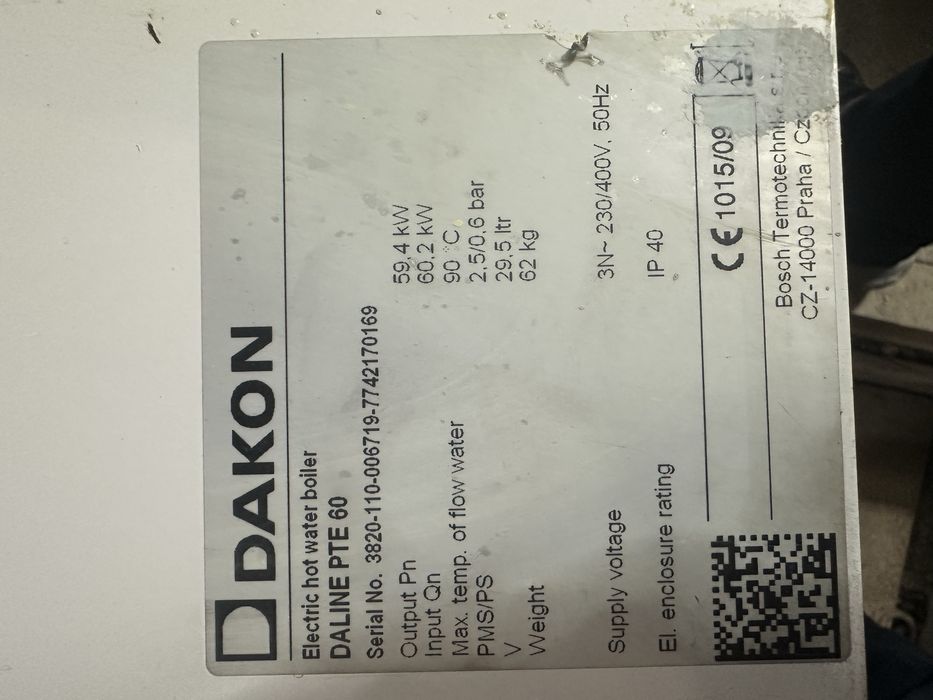 DAKON
Electric hot water boiler
DALINE PTE 60
Serial No. 3820-110-006719-7742170169
Output Pn 59.4 kW
Input Qn 60.2 kW
Max. temp. of flow water 90 °C
PMS/PS 2.5/0.6 bar
V 29.5 ltr
Weight 62 kg
Supply voltage 3N~ 230/400V, 50Hz
El. enclosure rating IP 40
CE 1015/09
Bosch Termotechnika s.r.o.
CZ-14000 Praha / Cz